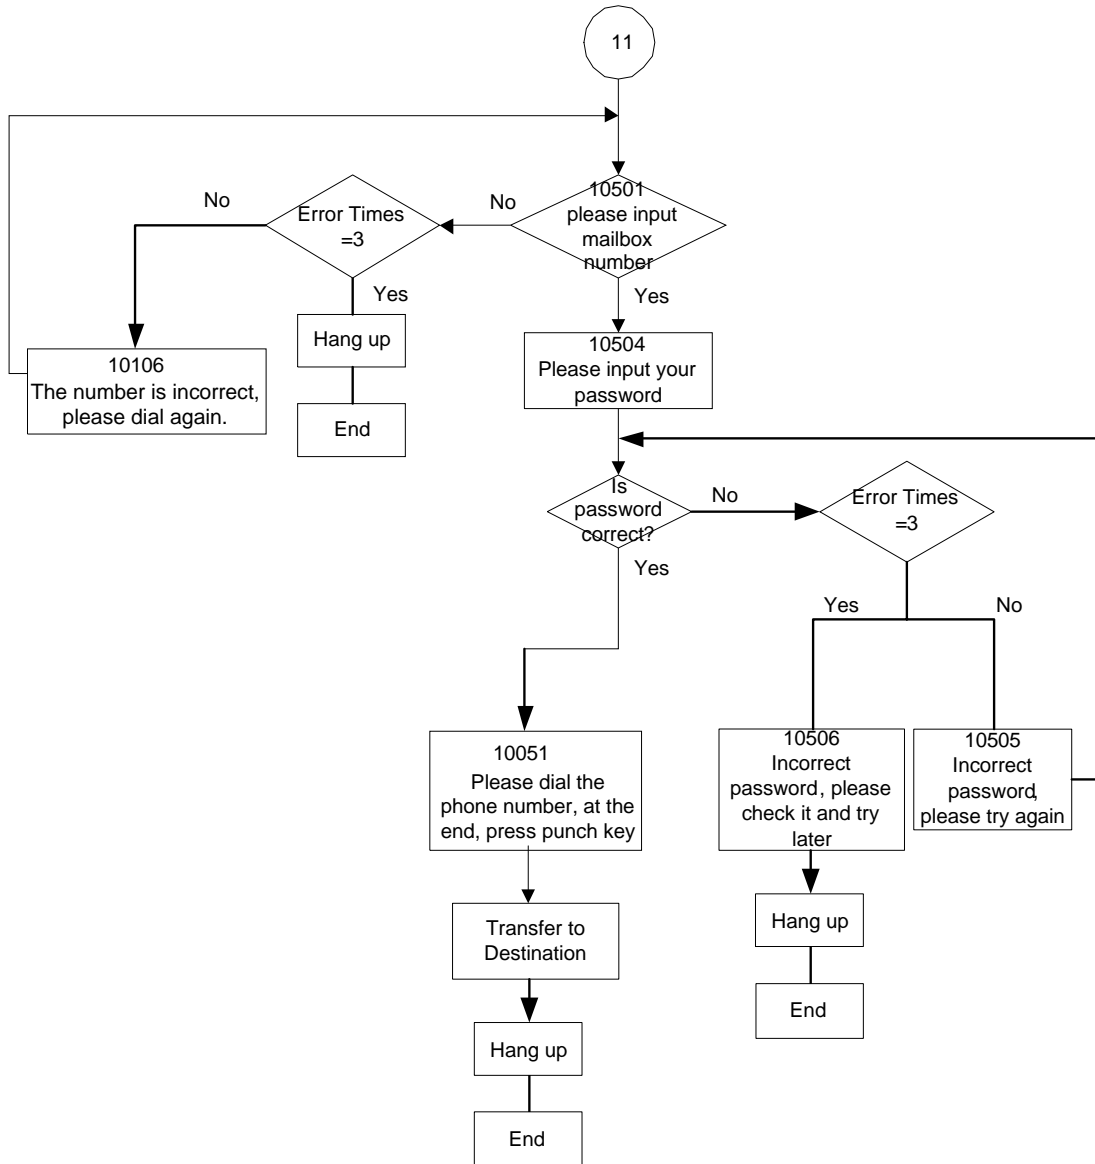 11
10501
please input
mailbox
number
No
Error Times
=3
No
Yes
Yes
Hang up
10106
The number is incorrect,
please dial again.
End
10504
Please input your
password
Is
password
correct?
No
Error Times
=3
Yes
Yes
No
10051
Please dial the
phone number, at the
end, press punch key
10506
Incorrect
password, please
check it and try
later
10505
Incorrect
password,
please try again
Transfer to
Destination
Hang up
Hang up
End
End